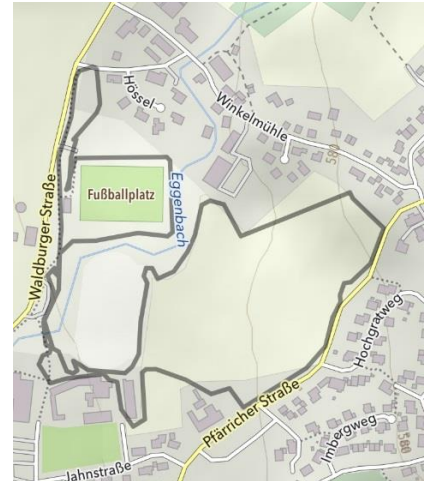 Hössel
Winkelmühle
Fußballplatz
Eggenbach
580
Waldburger-Straße
Hochgratweg
Pfärricher Straße
Imbergweg
580
Jahnstraße